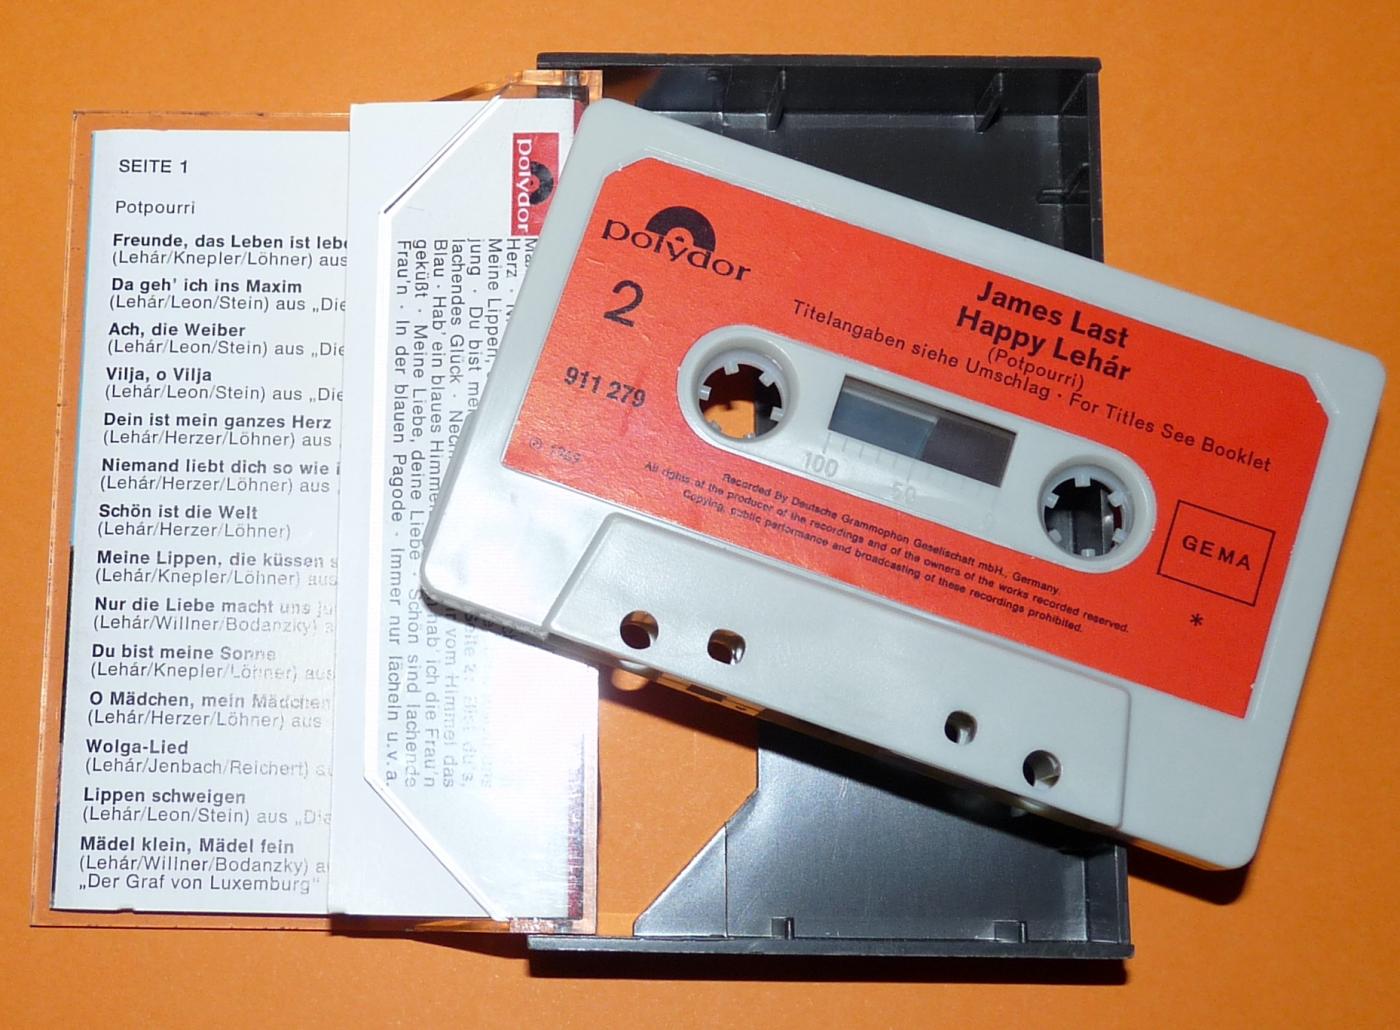 SEITE 1
Potpourri
Freunde, das Leben ist
(Lehár/Knepler/Löhner) aus
Da geh' ich ins Maxim
(Lehár/Leon/Stein) aus „Die
Ach, die Weiber
(Lehár/Leon/Stein) aus „Die
Vilja, o Vilja
(Lehár/Leon/Stein) aus „Die
Dein ist mein ganzes Herz
(Lehár/Herzer/Löhner) aus
Niemand liebt dich so wie
(Lehár/Herzer/Löhner) aus
Schön ist die Welt
(Lehár/Herzer/Löhner)
Meine Lippen, die küssen
(Lehár/Knepler/Löhner) aus
Nur die Liebe macht uns
(Lehár/Willner/Bodanzky)
Du bist meine Sonne
(Lehár/Knepler/Löhner) aus
O Mädchen, mein Mädchen
(Lehár/Herzer/Löhner) aus
Wolga-Lied
(Lehár/Jenbach/Reichert)
Lippen schweigen
(Lehár/Leon/Stein) aus „Die
Mädel klein, Mädel fein
(Lehár/Willner/Bodanzky)
„Der Graf von Luxemburg"
polydor
Herz ·
Meine Lippen,
jung · Du bist
lachendes Glück ·
Blau · Hab' ein blaues Himmel
geküßt · Meine Liebe, deine Liebe · Schön sind lachende
Frau'n · In der blauen Pagode · Immer nur lächeln u.v.a.
vom Himmel das
hab' ich die Frau'n
polydor
2
911 279
℗ 1969
James Last
Happy Lehár
(Potpourri)
Titelangaben siehe Umschlag · For Titles See Booklet
100
50
0
Recorded By Deutsche Grammophon Gesellschaft mbH., Germany.
All rights of the producer of the recordings and of the owners of the works recorded reserved.
Copying, public performance and broadcasting of these recordings prohibited.
GEMA
*